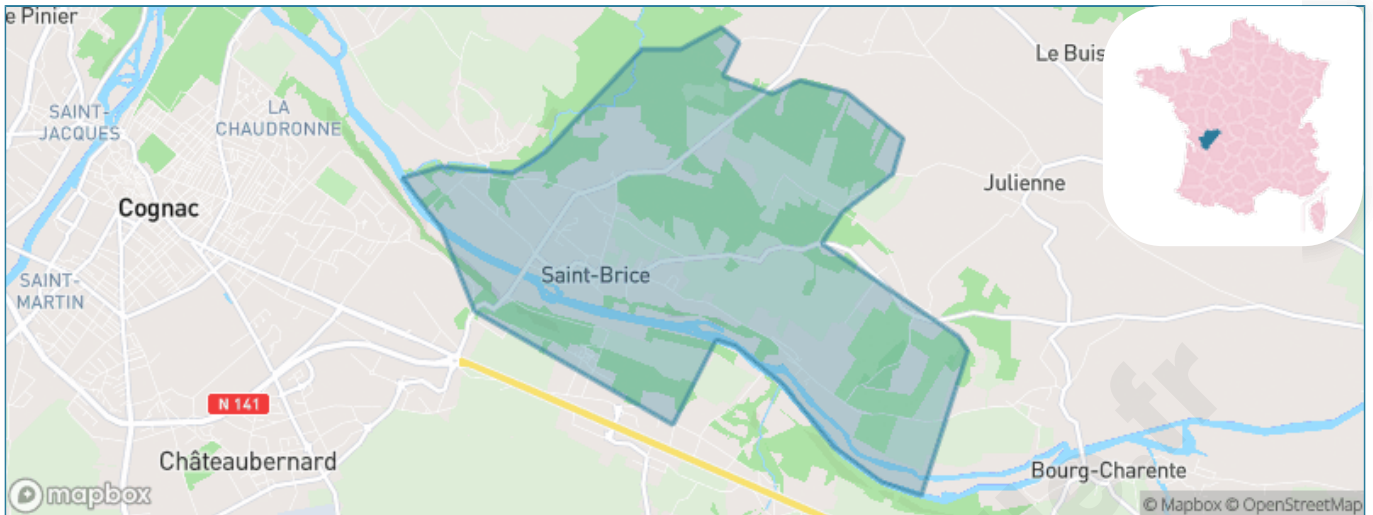 e Pinier
Le Buis
SAINT-
JACQUES
LA
CHAUDRONNE
Julienne
Cognac
Saint-Brice
SAINT-
MARTIN
N 141
Châteaubernard
Bourg-Charente
mapbox
© Mapbox © OpenStreetMap